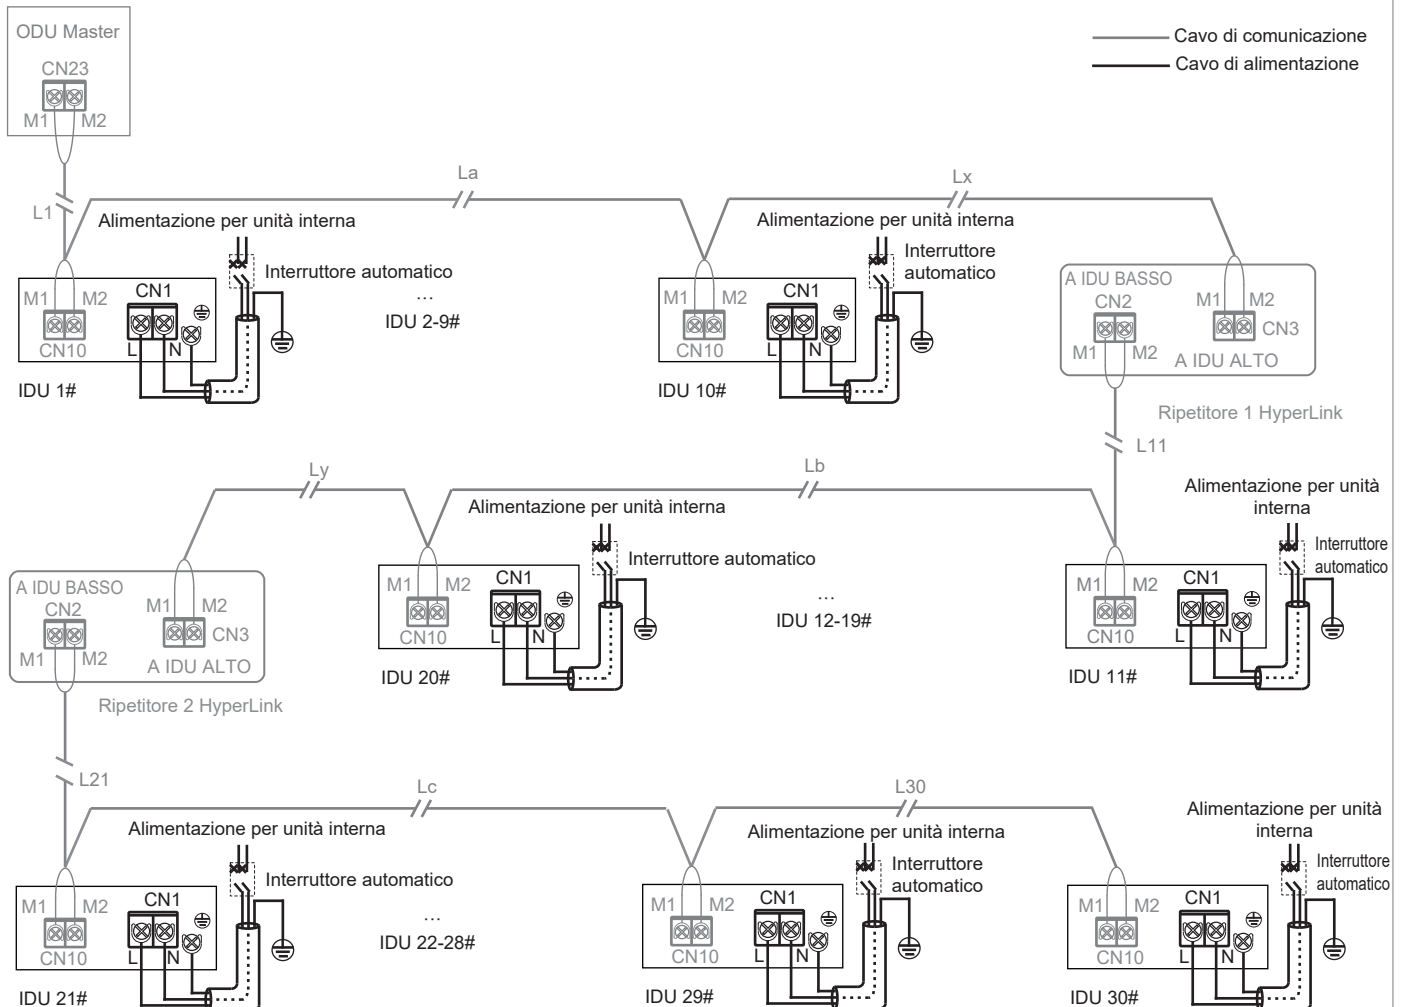 ODU Master
CN23
M1 M2
Cavo di comunicazione
Cavo di alimentazione
L1
La
Lx
Alimentazione per unità interna
Interruttore automatico
M1 M2
CN1
CN10
L N
IDU 1#
...
IDU 2-9#
Alimentazione per unità interna
Interruttore
automatico
M1 M2
CN1
CN10
L N
IDU 10#
A IDU BASSO
CN2
M1 M2
M1 M2
CN3
A IDU ALTO
Ripetitore 1 HyperLink
L11
Ly
Lb
A IDU BASSO
CN2
M1 M2
M1 M2
CN3
A IDU ALTO
Ripetitore 2 HyperLink
Alimentazione per unità interna
Interruttore automatico
M1 M2
CN1
CN10
L N
IDU 20#
...
IDU 12-19#
Alimentazione per unità
interna
Interruttore
automatico
M1 M2
CN1
CN10
L N
IDU 11#
L21
Lc
L30
Alimentazione per unità interna
Interruttore automatico
M1 M2
CN1
CN10
L N
IDU 21#
...
IDU 22-28#
Alimentazione per unità interna
Interruttore
automatico
M1 M2
CN1
CN10
L N
IDU 29#
Alimentazione per unità
interna
Interruttore
automatico
M1 M2
CN1
CN10
L N
IDU 30#